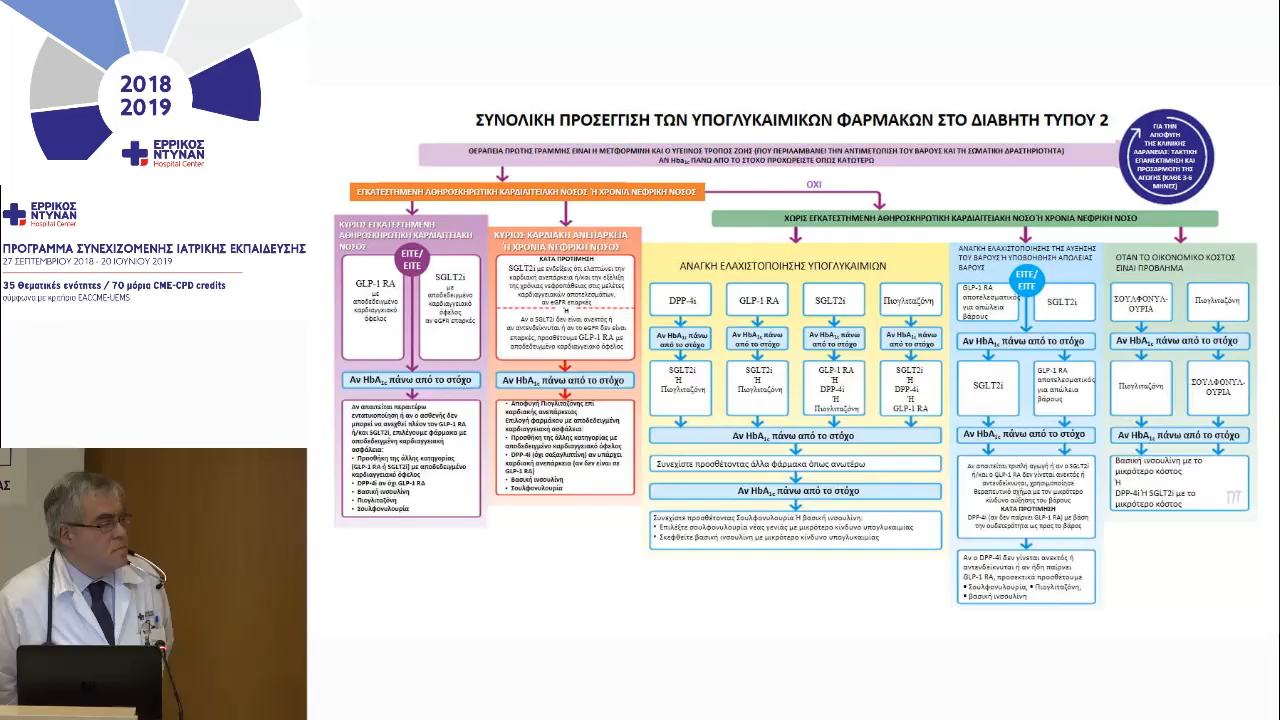 2018
2019
ΕΡΡΙΚΟΣ
ΝΤΥΝΑΝ
Hospital Center
ΕΡΡΙΚΟΣ
ΝΤΥΝΑΝ
Hospital Center
ΠΡΟΓΡΑΜΜΑ ΣΥΝΕΧΙΖΟΜΕΝΗΣ ΙΑΤΡΙΚΗΣ ΕΚΠΑΙΔΕΥΣΗΣ
27 ΣΕΠΤΕΜΒΡΙΟΥ 2018 - 20 ΙΟΥΝΙΟΥ 2019
35 Θεματικές ενότητες / 70 μόρια CME-CPD credits
σύμφωνα με κριτήρια EACCME-UEMS
ΣΥΝΟΛΙΚΗ ΠΡΟΣΕΓΓΙΣΗ ΤΩΝ ΥΠΟΓΛΥΚΑΙΜΙΚΩΝ ΦΑΡΜΑΚΩΝ ΣΤΟ ΔΙΑΒΗΤΗ ΤΥΠΟΥ 2
ΓΙΑ ΤΗΝ
ΑΠΟΦΥΓΗ
ΤΗΣ ΚΛΙΝΙΚΗΣ
ΑΔΡΑΝΕΙΑΣ: ΤΑΚΤΙΚΗ
ΕΠΑΝΕΚΤΙΜΗΣΗ ΚΑΙ
ΠΡΟΣΑΡΜΟΓΗ ΤΗΣ
ΑΓΩΓΗΣ (ΚΑΘΕ 3-6
ΜΗΝΕΣ)
ΘΕΡΑΠΕΙΑ ΠΡΩΤΗΣ ΓΡΑΜΜΗΣ ΕΙΝΑΙ Η ΜΕΤΦΟΡΜΙΝΗ ΚΑΙ Ο ΥΓΙΕΙΝΟΣ ΤΡΟΠΟΣ ΖΩΗΣ (ΠΟΥ ΠΕΡΙΛΑΜΒΑΝΕΙ ΤΗΝ ΑΝΤΙΜΕΤΩΠΙΣΗ ΤΟΥ ΒΑΡΟΥΣ ΚΑΙ ΤΗ ΣΩΜΑΤΙΚΗ ΔΡΑΣΤΗΡΙΟΤΗΤΑ)
ΑΝ Hba1c ΠΑΝΩ ΑΠΟ ΤΟ ΣΤΟΧΟ ΠΡΟΧΩΡΕΙΣΤΕ ΟΠΩΣ ΚΑΤΩΤΕΡΩ
ΕΓΚΑΤΕΣΤΗΜΕΝΗ ΑΘΗΡΟΣΚΗΡΩΤΙΚΗ ΚΑΡΔΙΑΓΓΕΙΑΚΗ ΝΟΣΟΣ Ή ΧΡΟΝΙΑ ΝΕΦΡΙΚΗ ΝΟΣΟΣ
ΟΧΙ
ΧΩΡΙΣ ΕΓΚΑΤΕΣΤΗΜΕΝΗ ΑΘΗΡΟΣΚΗΡΩΤΙΚΗ ΚΑΡΔΙΑΓΓΕΙΑΚΗ ΝΟΣΟ Ή ΧΡΟΝΙΑ ΝΕΦΡΙΚΗ ΝΟΣΟ
ΚΥΡΙΩΣ ΕΓΚΑΤΕΣΤΗΜΕΝΗ
ΑΘΗΡΟΣΚΗΡΩΤΙΚΗ ΚΑΡΔΙΑΓΓΕΙΑΚΗ
ΝΟΣΟΣ
ΕΙΤΕ/
ΕΙΤΕ
GLP-1 RA
με
αποδεδειγμένο
καρδιαγγειακό
όφελος
SGLT2i
με
αποδεδειγμένο
καρδιαγγειακό
όφελος
αν eGFR επαρκές
Αν HbA1c πάνω από το στόχο
Αν απαιτείται περαιτέρω
εντατικοποίηση ή αν ο ασθενής δεν
μπορεί να ανεχθεί πλέον τον GLP-1 RA
ή/και SGLT2i, επιλέγουμε φάρμακα με
αποδεδειγμένη καρδιαγγειακή
ασφάλεια:
• Προσθήκη της άλλης κατηγορίας
(GLP-1 RA ή SGLT2i) με αποδεδειγμένο
καρδιαγγειακό όφελος
• DPP-4i αν όχι GLP-1 RA
• Βασική ινσουλίνη
• Πιογλιταζόνη
• Σουλφονυλουρία
ΚΥΡΙΩΣ ΚΑΡΔΙΑΚΗ ΑΝΕΠΑΡΚΕΙΑ
Ή ΧΡΟΝΙΑ ΝΕΦΡΙΚΗ ΝΟΣΟΣ
ΚΑΤΑ ΠΡΟΤΙΜΗΣΗ
SGLT2i με ενδείξεις ότι ελαττώνει την
καρδιακή ανεπάρκεια ή/και την εξέλιξη
της χρόνιας νεφροπάθειας στις μελέτες
καρδιαγγειακών αποτελεσμάτων,
αν eGFR επαρκές
Ή
Αν ο SGLT2i δεν είναι ανεκτός ή
αν αντενδείκνυται ή αν το eGFR δεν είναι
επαρκές, προσθέτουμε GLP-1 RA με
αποδεδειγμένο καρδιαγγειακό όφελος
Αν HbA1c πάνω από το στόχο
• Αποφυγή Πιογλιταζόνης επί
καρδιακής ανεπάρκειας
Επιλογή φαρμάκου με αποδεδειγμένη
καρδιαγγειακή ασφάλεια:
• Προσθήκη της άλλης κατηγορίας με
αποδεδειγμένο καρδιαγγειακό όφελος
• DPP-4i (όχι σαξαγλιπτίνη) αν υπάρχει
καρδιακή ανεπάρκεια (αν δεν είναι σε
GLP-1 RA)
• Βασική ινσουλίνη
• Σουλφονυλουρία
ΑΝΑΓΚΗ ΕΛΑΧΙΣΤΟΠΟΙΗΣΗΣ ΥΠΟΓΛΥΚΑΙΜΙΩΝ
DPP-4i
GLP-1 RA
SGLT2i
Πιογλιταζόνη
Αν HbA1c πάνω
από το στόχο
Αν HbA1c πάνω
από το στόχο
Αν HbA1c πάνω
από το στόχο
Αν HbA1c πάνω
από το στόχο
SGLT2i
Ή
Πιογλιταζόνη
SGLT2i
Ή
Πιογλιταζόνη
GLP-1 RA
Ή
DPP-4i
Ή
Πιογλιταζόνη
SGLT2i
Ή
DPP-4i
Ή
GLP-1 RA
Αν HbA1c πάνω από το στόχο
Συνεχίστε προσθέτοντας άλλα φάρμακα όπως ανωτέρω
Αν HbA1c πάνω από το στόχο
Συνεχίστε προσθέτοντας Σουλφονυλουρία Ή βασική ινσουλίνη:
• Επιλέξτε σουλφονυλουρία νέας γενιάς με μικρότερο κίνδυνο υπογλυκαιμίας
• Σκεφθείτε βασική ινσουλίνη με μικρότερο κίνδυνο υπογλυκαιμίας
ΑΝΑΓΚΗ ΕΛΑΧΙΣΤΟΠΟΙΗΣΗΣ ΤΗΣ ΑΥΞΗΣΗΣ
ΤΟΥ ΒΑΡΟΥΣ Ή ΥΠΟΒΟΗΘΗΣΗ ΑΠΩΛΕΙΑΣ
ΒΑΡΟΥΣ
ΕΙΤΕ/
ΕΙΤΕ
GLP-1 RA
αποτελεσματικός
για απώλεια
βάρους
SGLT2i
Αν HbA1c πάνω από το στόχο
SGLT2i
GLP-1 RA
αποτελεσματικός
για απώλεια
βάρους
Αν HbA1c πάνω από το στόχο
Αν απαιτείται τριπλή αγωγή ή αν ο SGLT2i
ή/και ο GLP-1 RA δεν γίνεται ανεκτός ή
αντενδείκνυται, χρησιμοποιήστε
θεραπευτικό σχήμα με τον μικρότερο
κίνδυνο αύξησης του βάρους
ΚΑΤΑ ΠΡΟΤΙΜΗΣΗ
DPP-4i (αν δεν παίρνει GLP-1 RA) με βάση
την ουδετερότητα ως προς το βάρος
Αν ο DPP-4i δεν γίνεται ανεκτός ή
αντενδείκνυται ή αν ήδη παίρνει
GLP-1 RA, προσεκτικά προσθέτουμε
• Σουλφονυλουρία, • Πιογλιταζόνη,
• βασική ινσουλίνη
ΟΤΑΝ ΤΟ ΟΙΚΟΝΟΜΙΚΟ ΚΟΣΤΟΣ
ΕΙΝΑΙ ΠΡΟΒΛΗΜΑ
ΣΟΥΛΦΟΝΥΛ-
ΟΥΡΙΑ
Πιογλιταζόνη
Αν HbA1c πάνω από το στόχο
Πιογλιταζόνη
ΣΟΥΛΦΟΝΥΛ-
ΟΥΡΙΑ
Αν HbA1c πάνω από το στόχο
Βασική ινσουλίνη με το
μικρότερο κόστος
Ή
DPP-4i Ή SGLT2i με το
μικρότερο κόστος